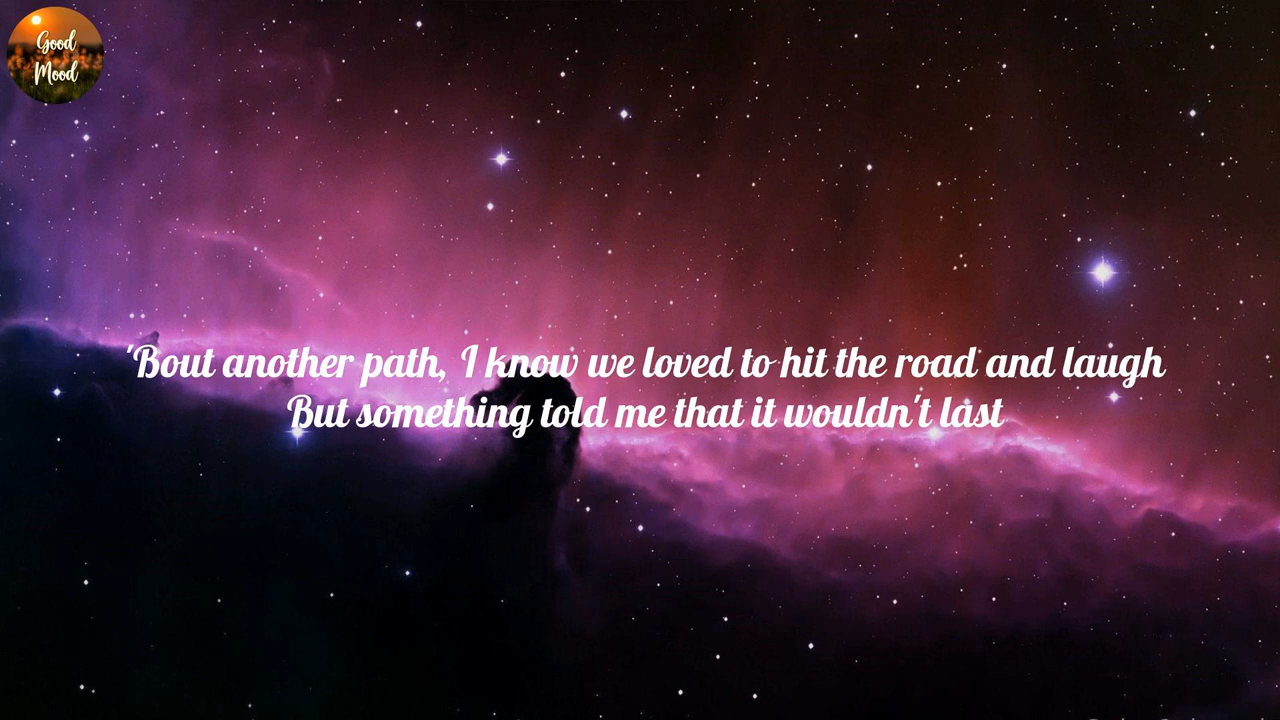 Good
Mood
'Bout another path, I know we loved to hit the road and laugh
But something told me that it wouldn't last